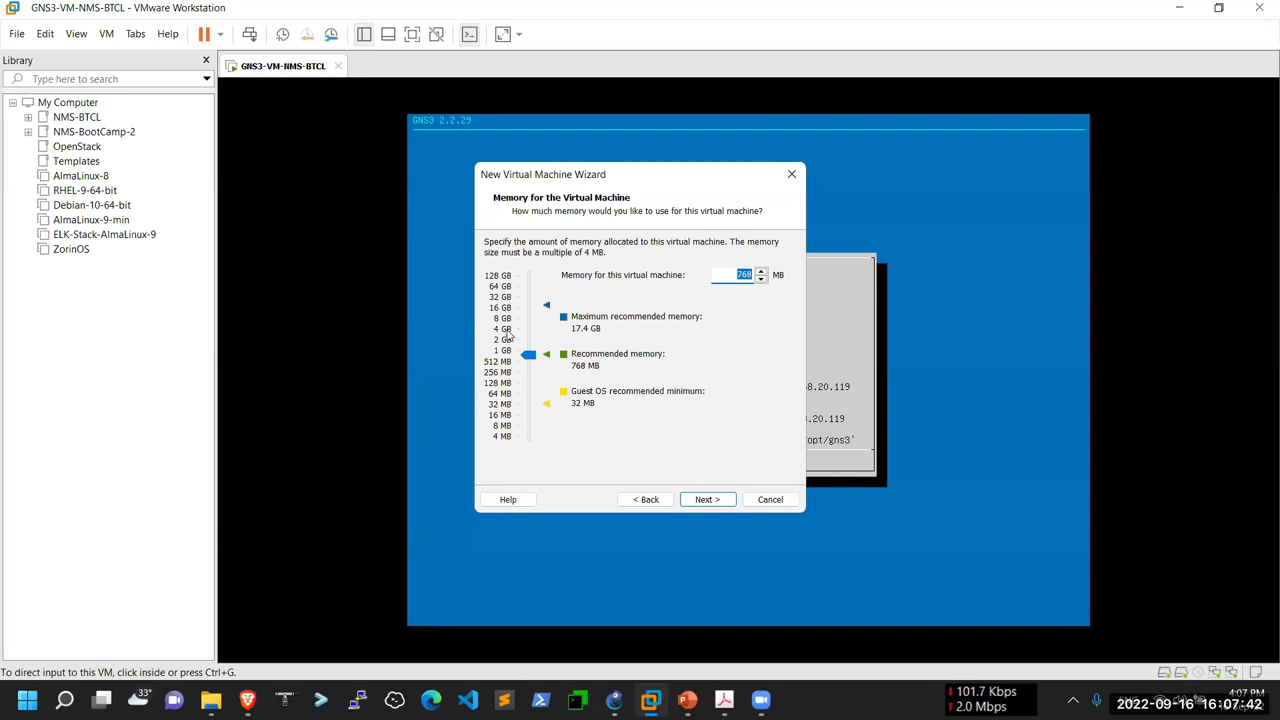 GNS3-VM-NMS-BTCL - VMware Workstation
File Edit View VM Tabs Help
Library
GNS3-VM-NMS-BTCL
Type here to search
My Computer
NMS-BTCL
NMS-BootCamp-2
OpenStack
Templates
AlmaLinux-8
RHEL-9-64-bit
Debian-10-64-bit
AlmaLinux-9-min
ELK-Stack-AlmaLinux-9
ZorinOS
GNS3 2.2.29
New Virtual Machine Wizard
Memory for the Virtual Machine
How much memory would you like to use for this virtual machine?
Specify the amount of memory allocated to this virtual machine. The memory
size must be a multiple of 4 MB.
128 GB
64 GB
32 GB
16 GB
8 GB
4 GB
2 GB
1 GB
512 MB
256 MB
128 MB
64 MB
32 MB
16 MB
8 MB
4 MB
Memory for this virtual machine: 768 MB
Maximum recommended memory:
17.4 GB
Recommended memory:
768 MB
Guest OS recommended minimum:
32 MB
8.20.119
.20.119
opt/gns3'
Help < Back Next > Cancel
To direct input to this VM, click inside or press Ctrl+G.
33°
101.7 Kbps
2.0 Mbps
4:07 PM
2022-09-16 16:07:42